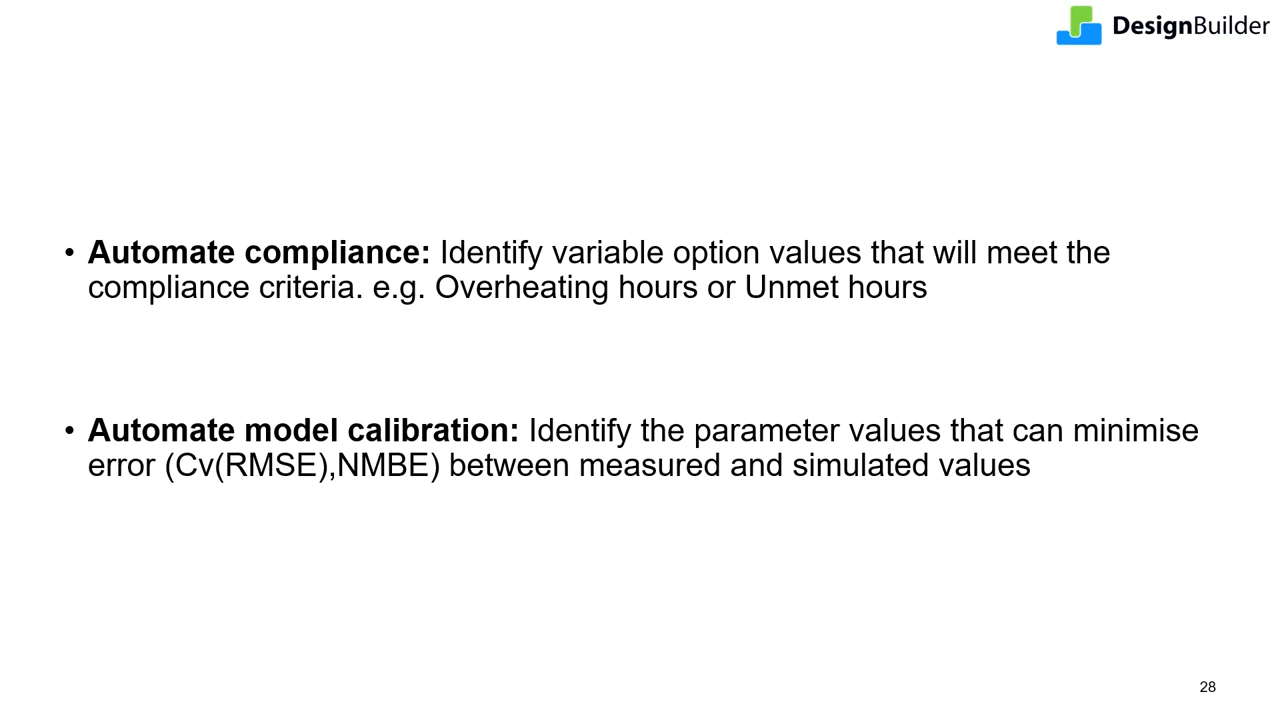 DesignBuilder
• Automate compliance: Identify variable option values that will meet the
compliance criteria. e.g. Overheating hours or Unmet hours
• Automate model calibration: Identify the parameter values that can minimise
error (Cv(RMSE),NMBE) between measured and simulated values
28